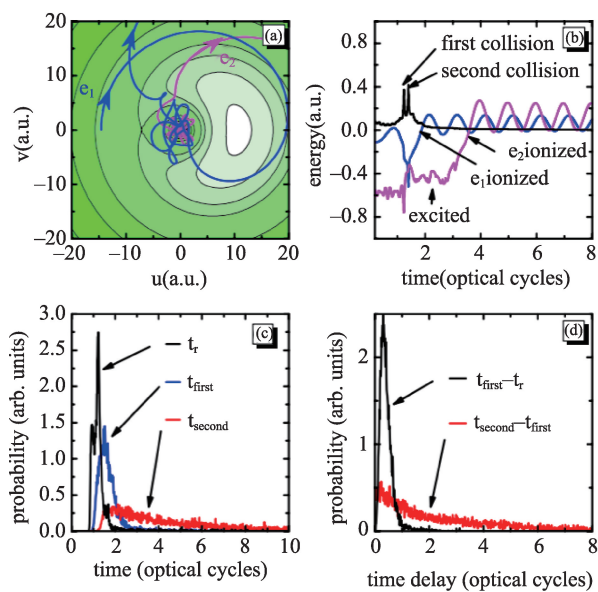 20
10
0
−10
−20
v(a.u.)
−20 −10 0 10 20
u(a.u.)
(a)
e1
e2
0.8
0.4
0.0
−0.4
−0.8
energy(a.u.)
2 4 6 8
time(optical cycles)
(b)
first collision
second collision
e2ionized
e1ionized
excited
3.0
2.5
2.0
1.5
1.0
0.5
0.0
probability (arb. units)
0 2 4 6 8 10
time (optical cycles)
(c)
tr
tfirst
tsecond
2
1
0
probability (arb. units)
0 2 4 6 8
time delay (optical cycles)
(d)
tfirst−tr
tsecond−tfirst